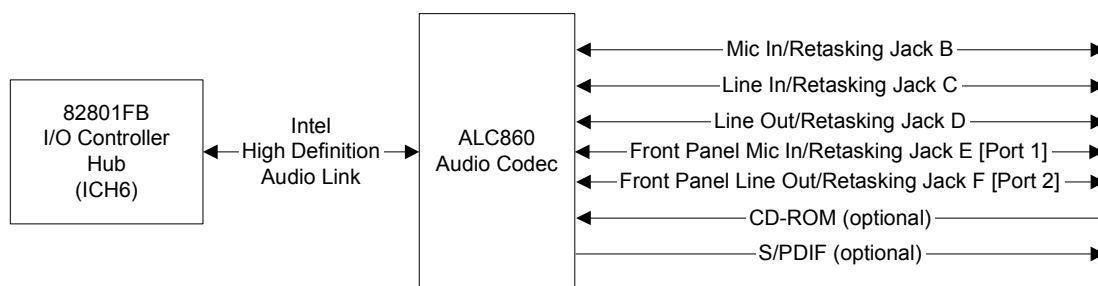 82801FB
I/O Controller
Hub
(ICH6)
Intel
High Definition
Audio Link
ALC860
Audio Codec
Mic In/Retasking Jack B
Line In/Retasking Jack C
Line Out/Retasking Jack D
Front Panel Mic In/Retasking Jack E [Port 1]
Front Panel Line Out/Retasking Jack F [Port 2]
CD-ROM (optional)
S/PDIF (optional)